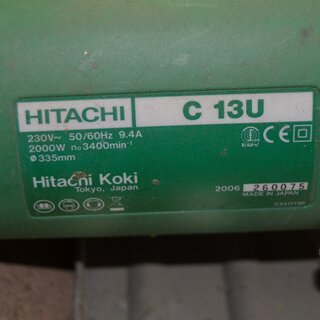 HITACHI C 13U
230V~ 50/60Hz 9.4A
2000W n₀3400min⁻¹
ø335mm
EMV CE
Hitachi Koki
Tokyo, Japan
2006 260075
MADE IN JAPAN